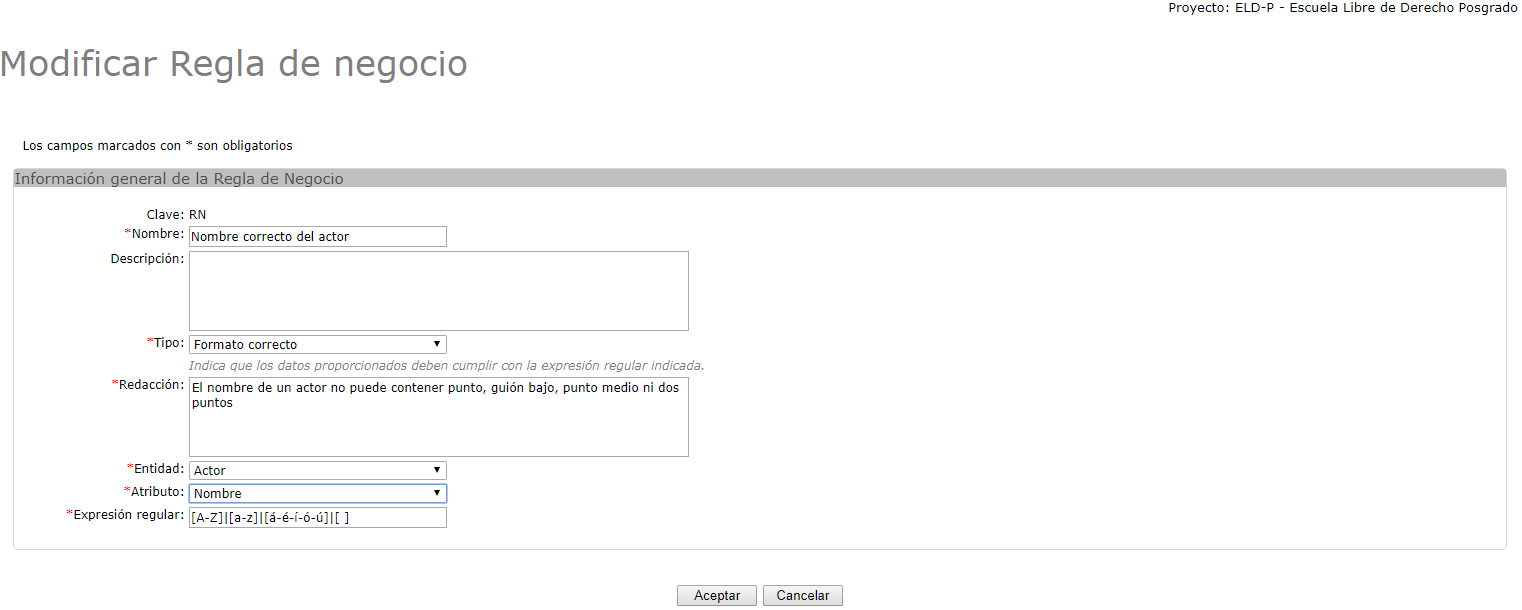 Proyecto: ELD-P - Escuela Libre de Derecho Posgrado
Modificar Regla de negocio
Los campos marcados con * son obligatorios
Información general de la Regla de Negocio
Clave: RN
*Nombre: Nombre correcto del actor
Descripción:
*Tipo: Formato correcto
Indica que los datos proporcionados deben cumplir con la expresión regular indicada.
*Redacción: El nombre de un actor no puede contener punto, guión bajo, punto medio ni dos
puntos
*Entidad: Actor
*Atributo: Nombre
*Expresión regular: [A-Z]|[a-z]|[á-é-í-ó-ú]|[ ]
Aceptar Cancelar